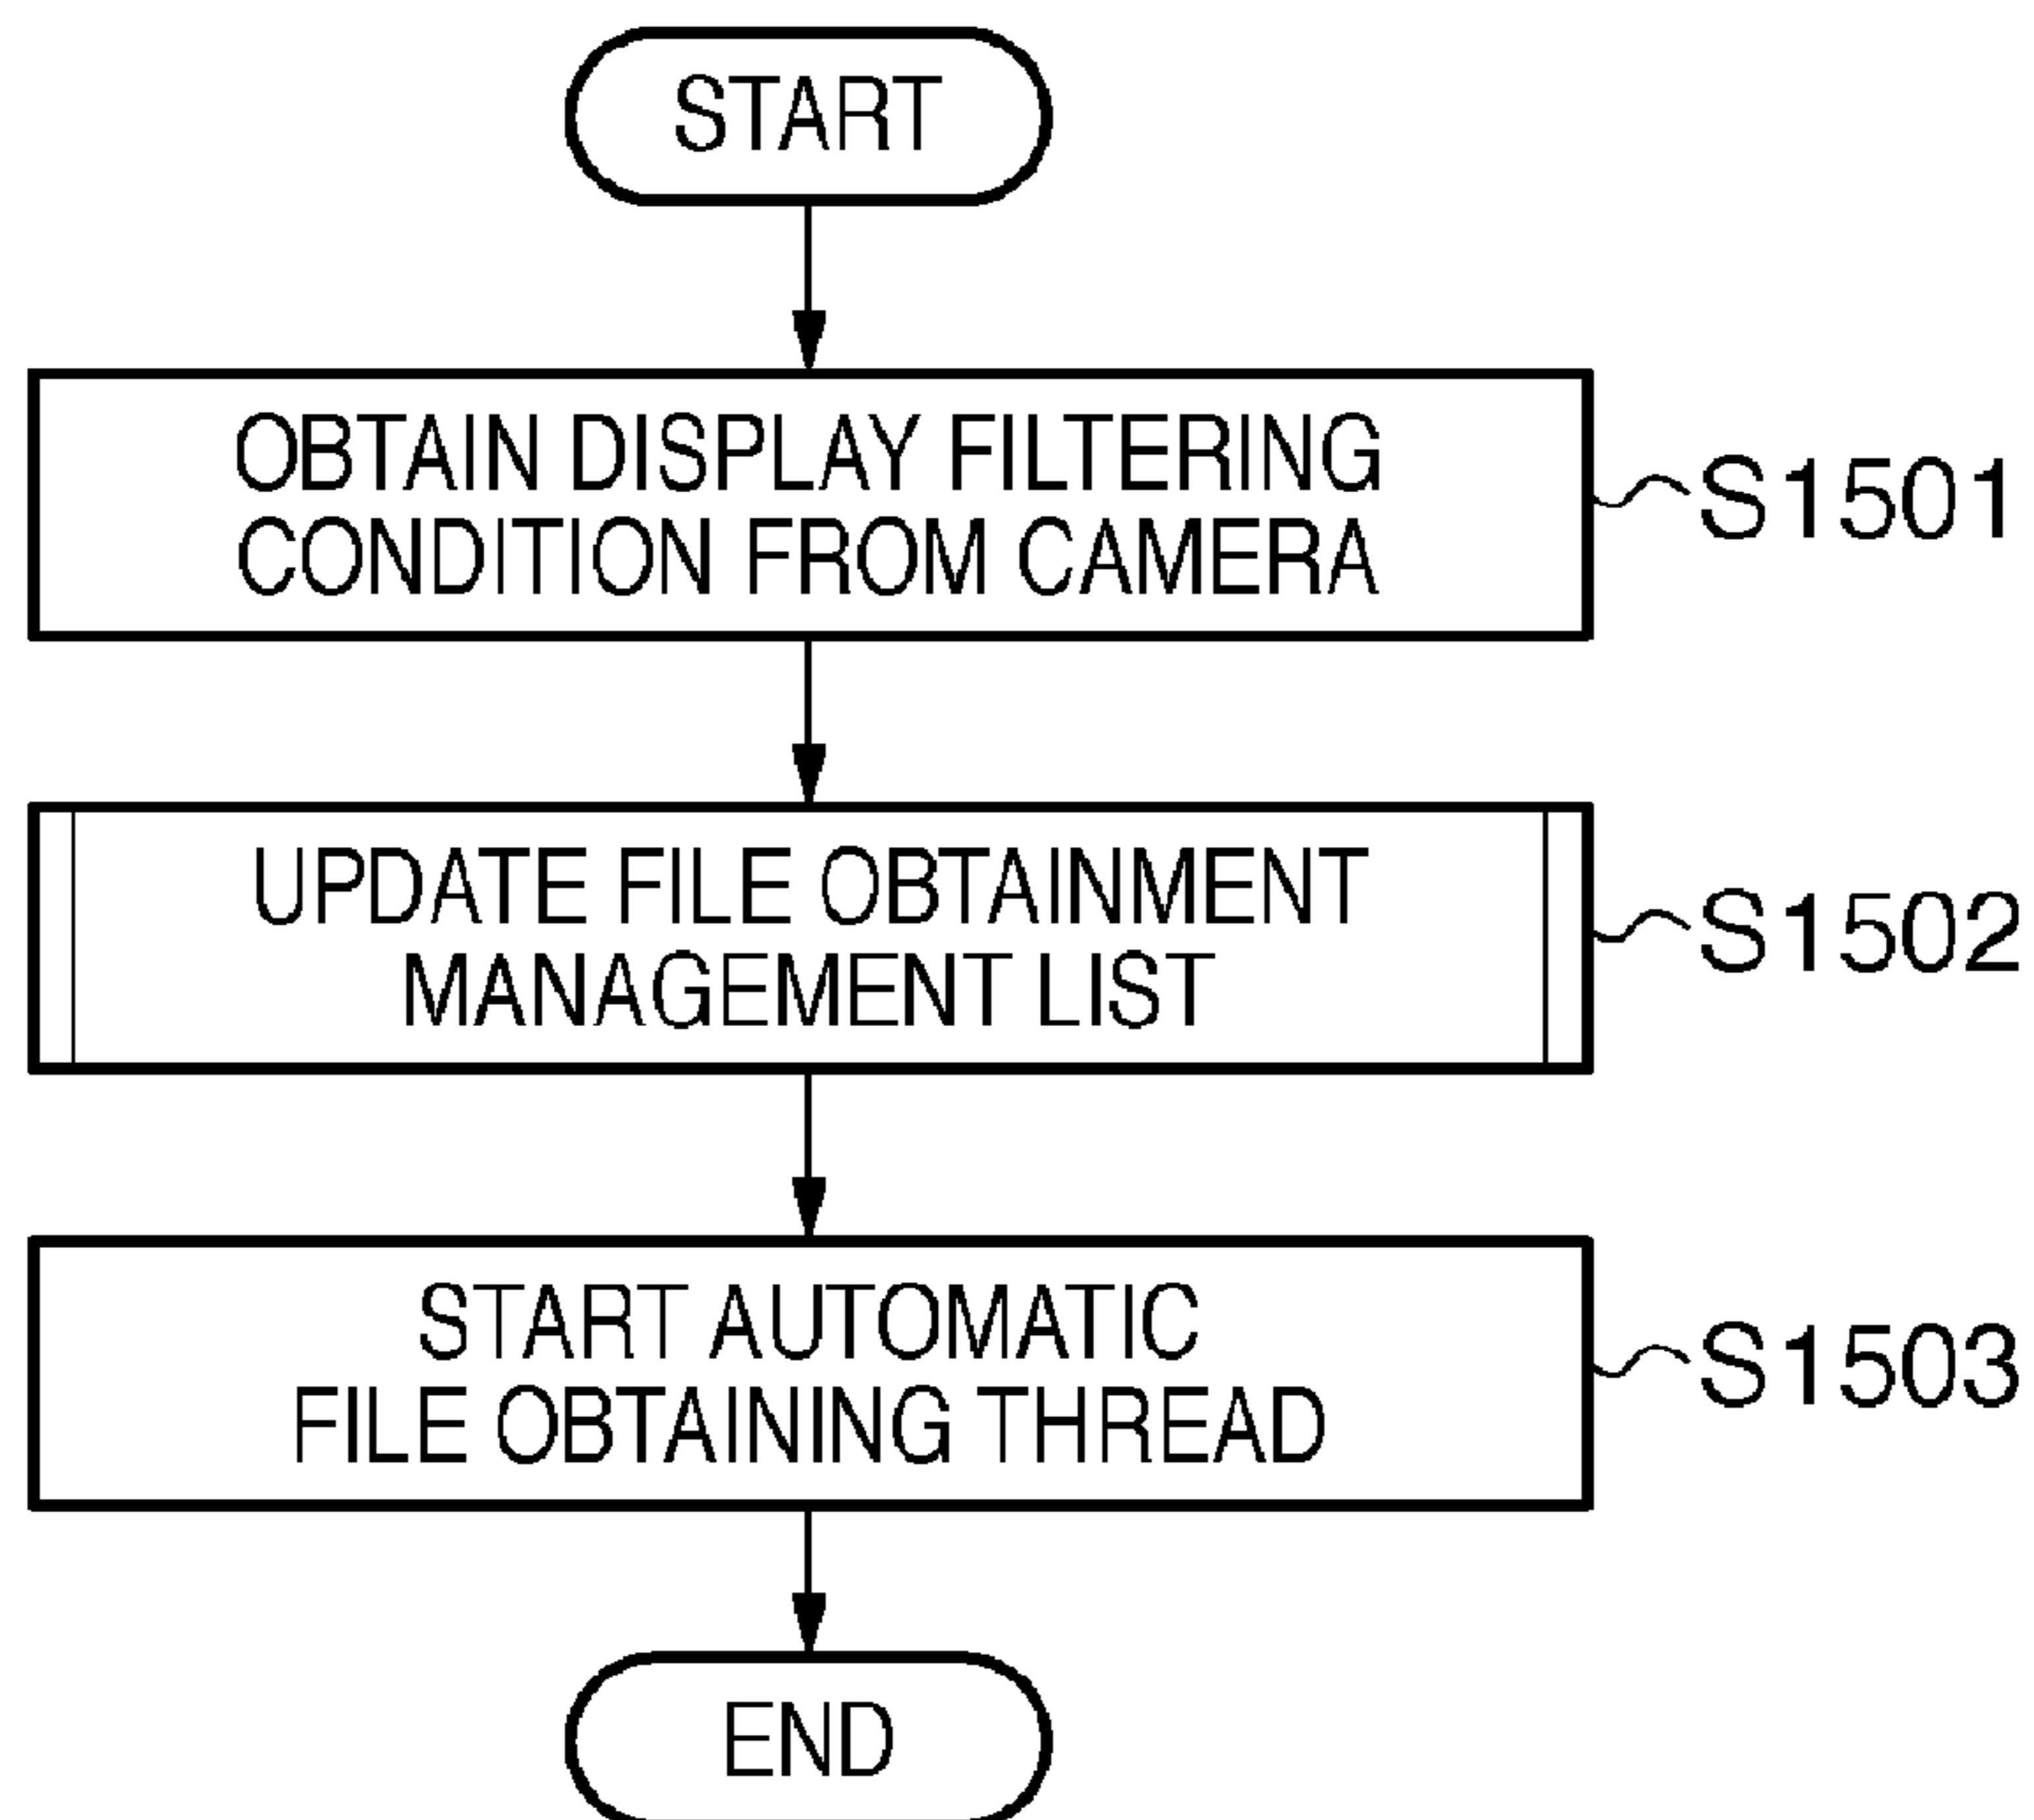 START
OBTAIN DISPLAY FILTERING
CONDITION FROM CAMERA
S1501
UPDATE FILE OBTAINMENT
MANAGEMENT LIST
S1502
START AUTOMATIC
FILE OBTAINING THREAD
S1503
END